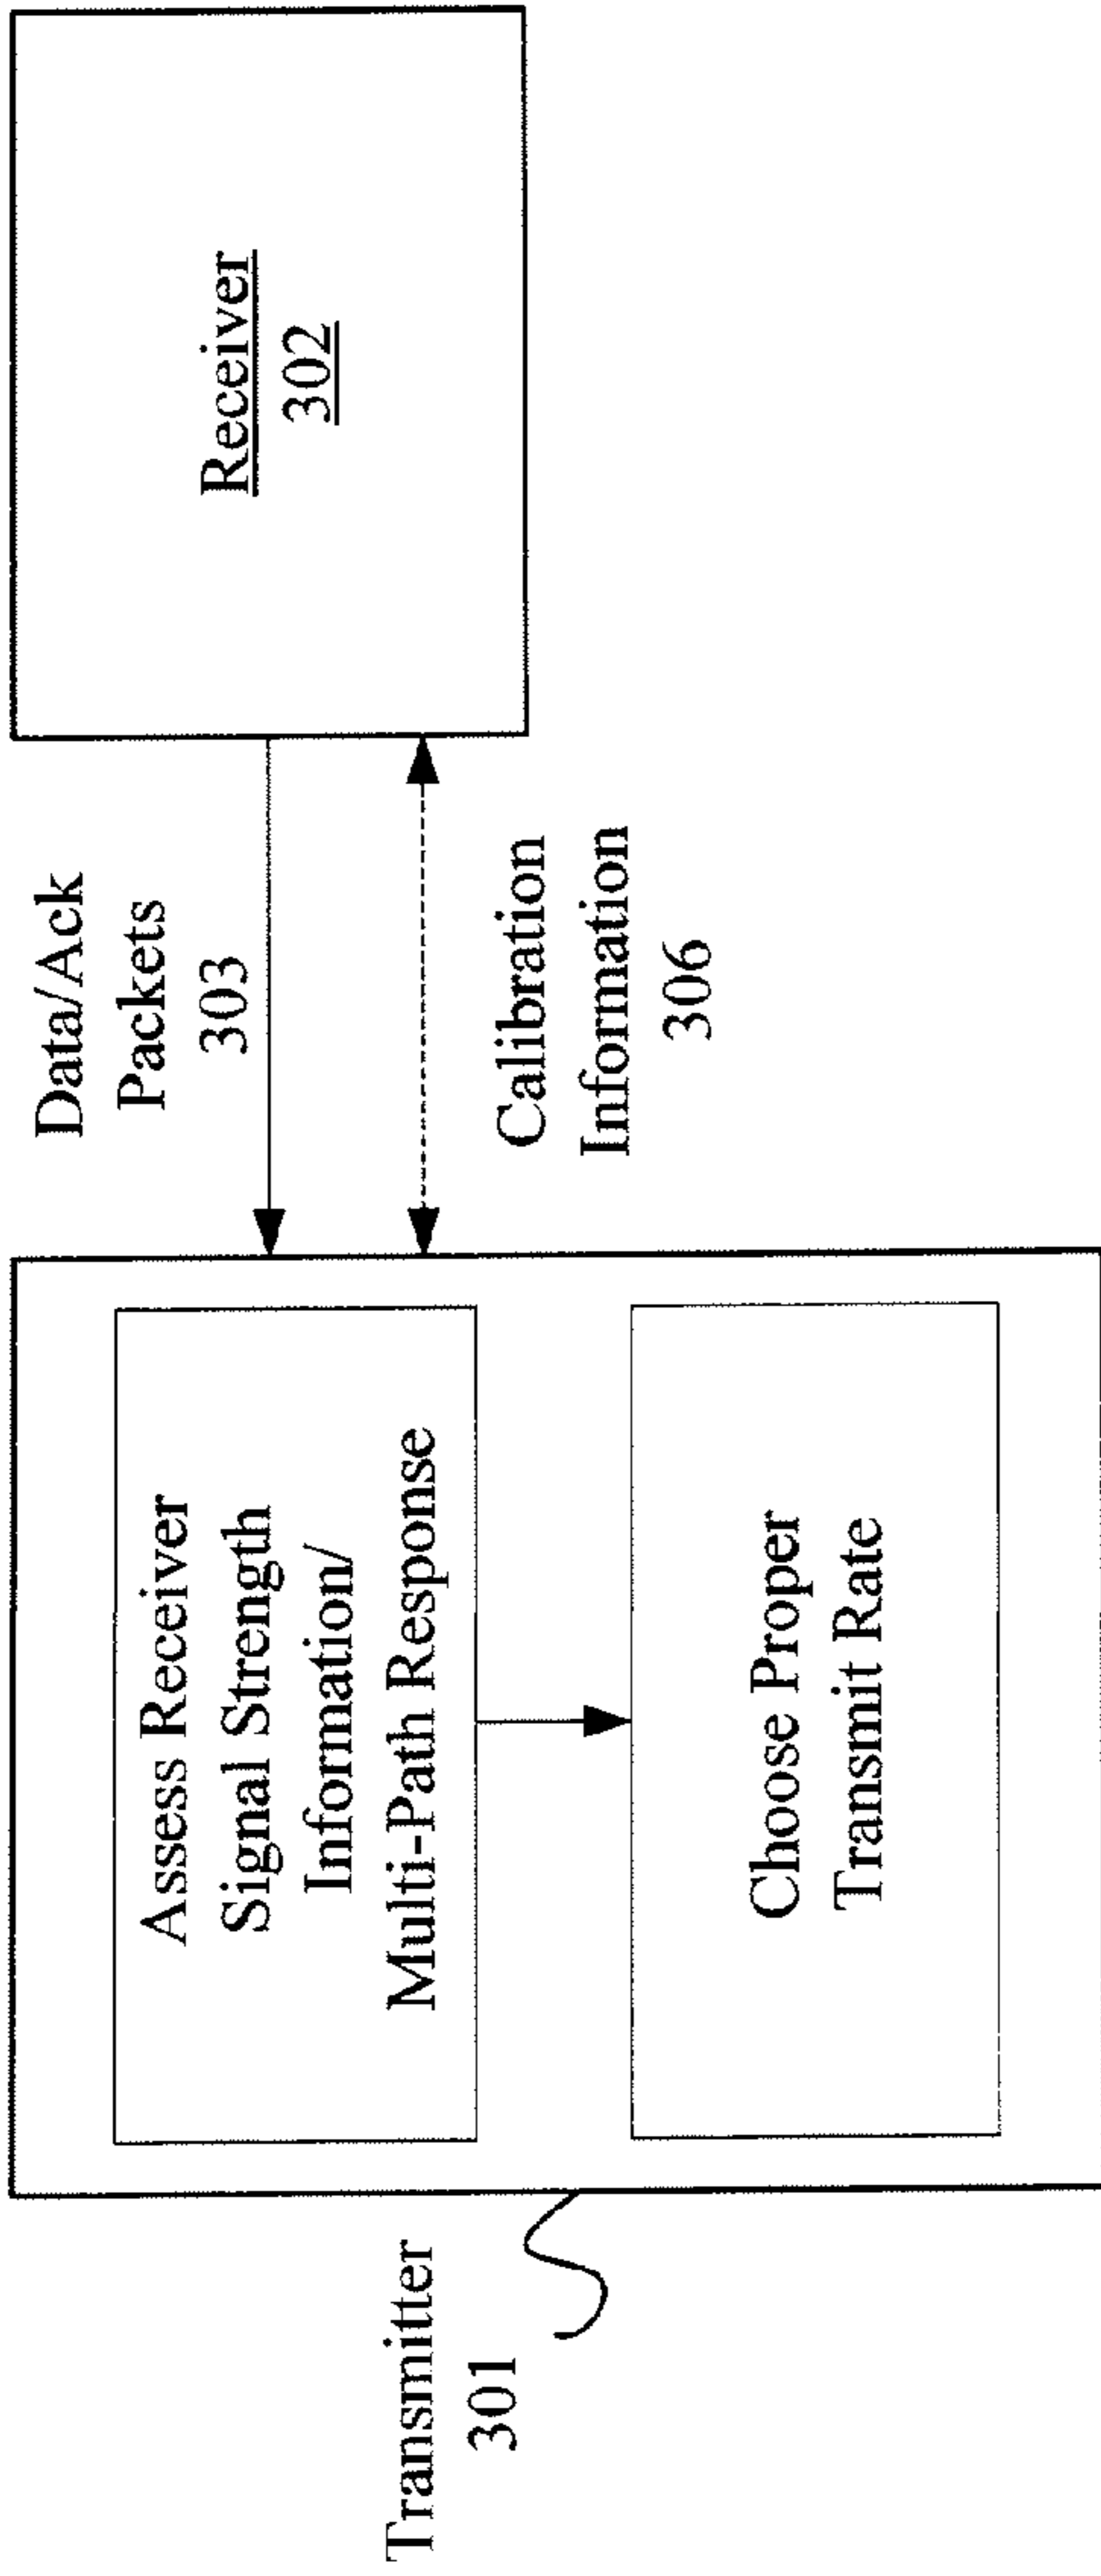 Transmitter
301
Assess Receiver
Signal Strength
Information/
Multi-Path Response
Choose Proper
Transmit Rate
Data/Ack
Packets
303
Calibration
Information
306
Receiver
302